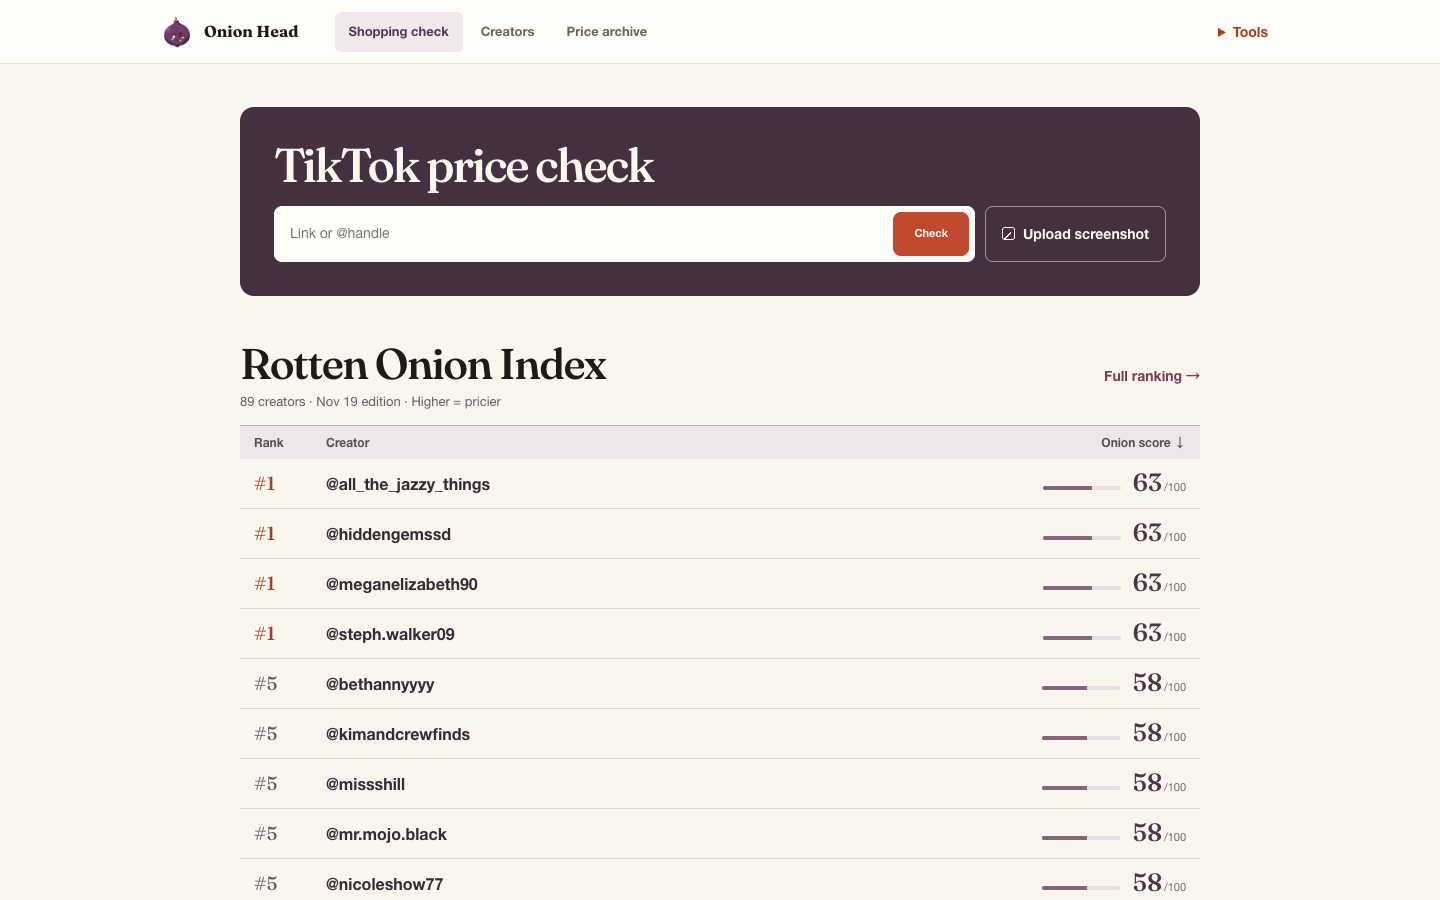 Onion Head
Shopping check
Creators
Price archive
▶ Tools
TikTok price check
Link or @handle
Check
Upload screenshot
Rotten Onion Index
Full ranking →
89 creators · Nov 19 edition · Higher = pricier
Rank Creator Onion score ↓
#1 @all_the_jazzy_things 63/100
#1 @hiddengemssd 63/100
#1 @meganelizabeth90 63/100
#1 @steph.walker09 63/100
#5 @bethannyyyy 58/100
#5 @kimandcrewfinds 58/100
#5 @missshill 58/100
#5 @mr.mojo.black 58/100
#5 @nicoleshow77 58/100